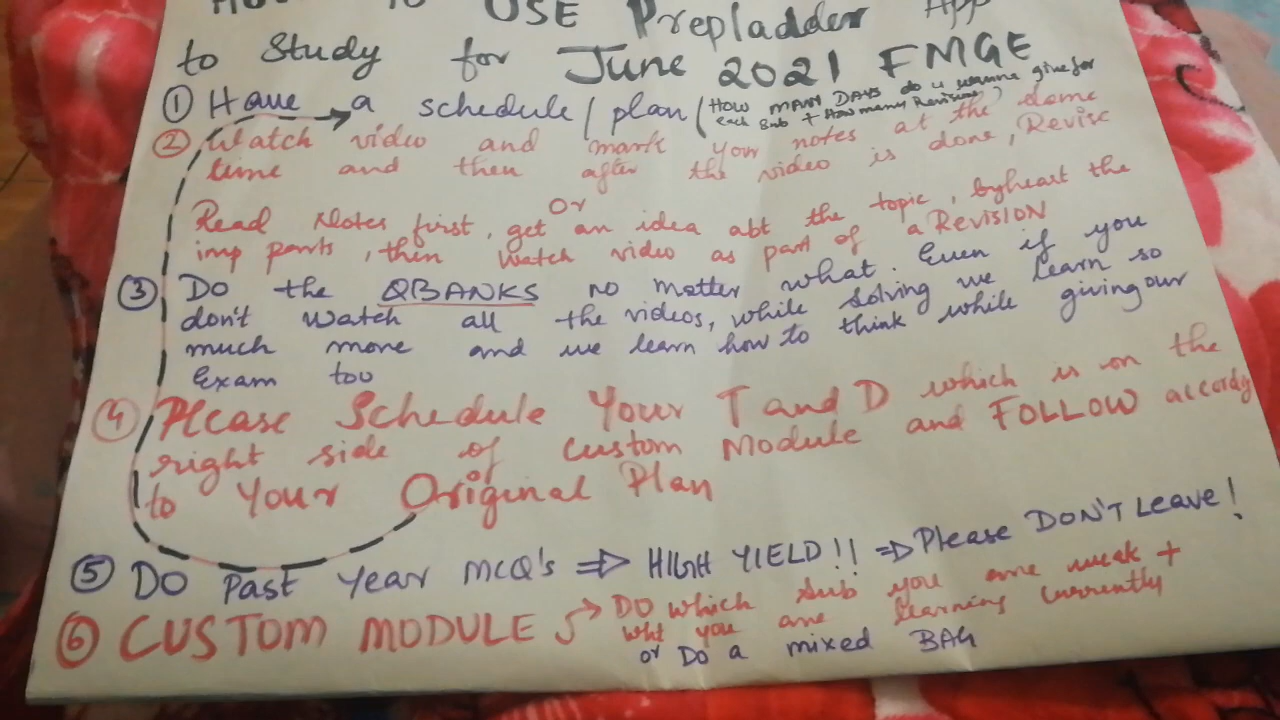 How to USE Prepladder App
to Study for June 2021 FMGE
① Have a schedule / plan (How MANY DAYS do u wanna give for
each Sub + How many Revisions)
② Watch video and mark your notes at the same
time and then after the video is done, Revise
Or
Read Notes first, get an idea abt the topic, byheart the
imp parts, then watch video as part of a REVISION
③ Do the QBANKS no matter what. Even if you
don't watch all the videos, while solving we learn so
much more and we learn how to think while giving our
Exam too
④ Please Schedule Your T and D which is on the
right side of Custom Module and FOLLOW accordg
to Your Original Plan
⑤ DO Past Year MCQ's ⇒ HIGH YIELD!! ⇒ Please DON'T Leave!
⑥ CUSTOM MODULE → DO which sub you are weak +
wht you are learning currently
or Do a mixed BAG